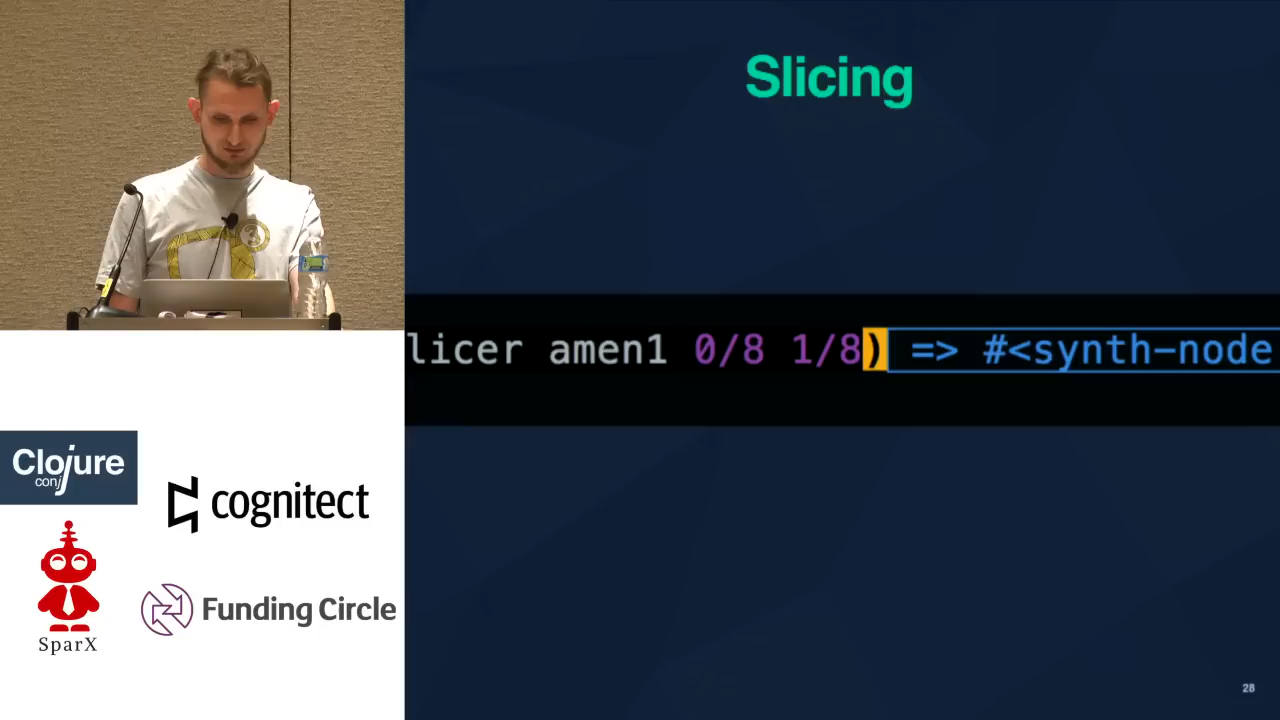 Slicing
licer amen1 0/8 1/8) => #<synth-node
Clojure
conj
cognitect
SparX
Funding Circle
28